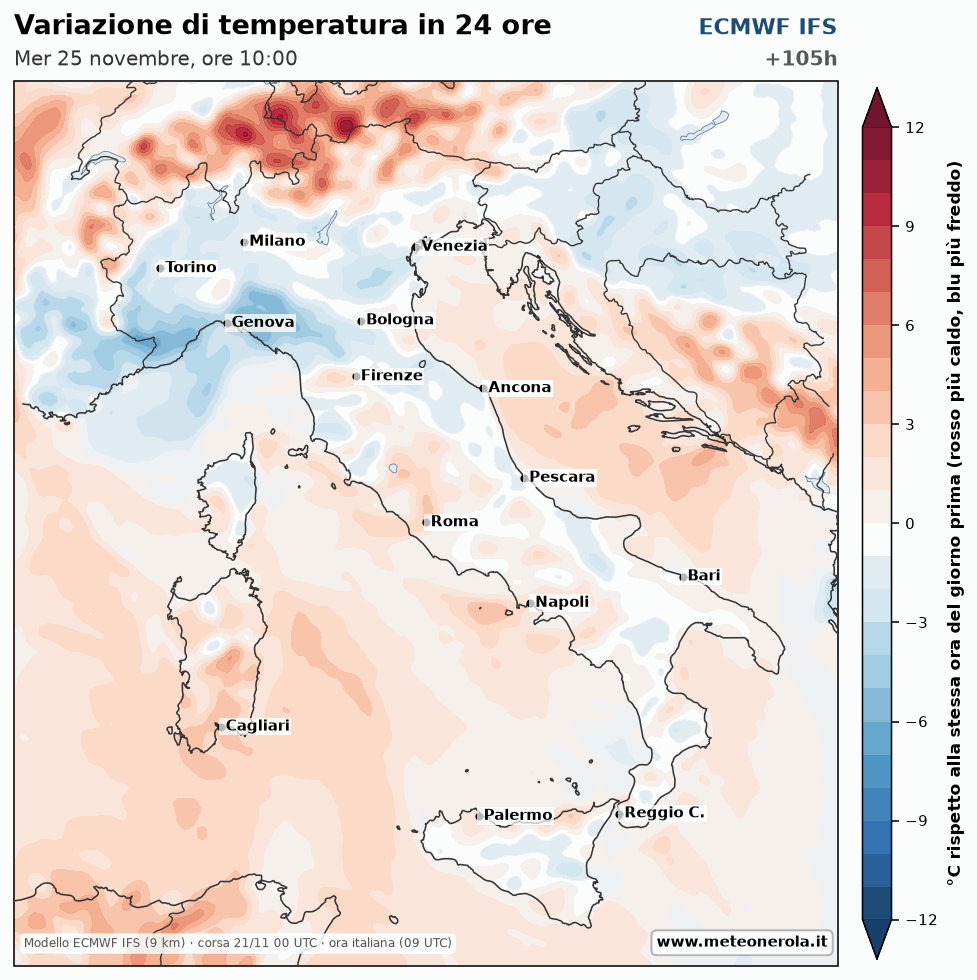 Variazione di temperatura in 24 ore
ECMWF IFS
Mer 25 novembre, ore 10:00
+105h
Milano
Venezia
Torino
Genova
Bologna
Firenze
Ancona
Pescara
Roma
Bari
Napoli
Cagliari
Palermo
Reggio C.
Modello ECMWF IFS (9 km) · corsa 21/11 00 UTC · ora italiana (09 UTC)
www.meteonerola.it
12
9
6
3
0
−3
−6
−9
−12
°C rispetto alla stessa ora del giorno prima (rosso più caldo, blu più freddo)